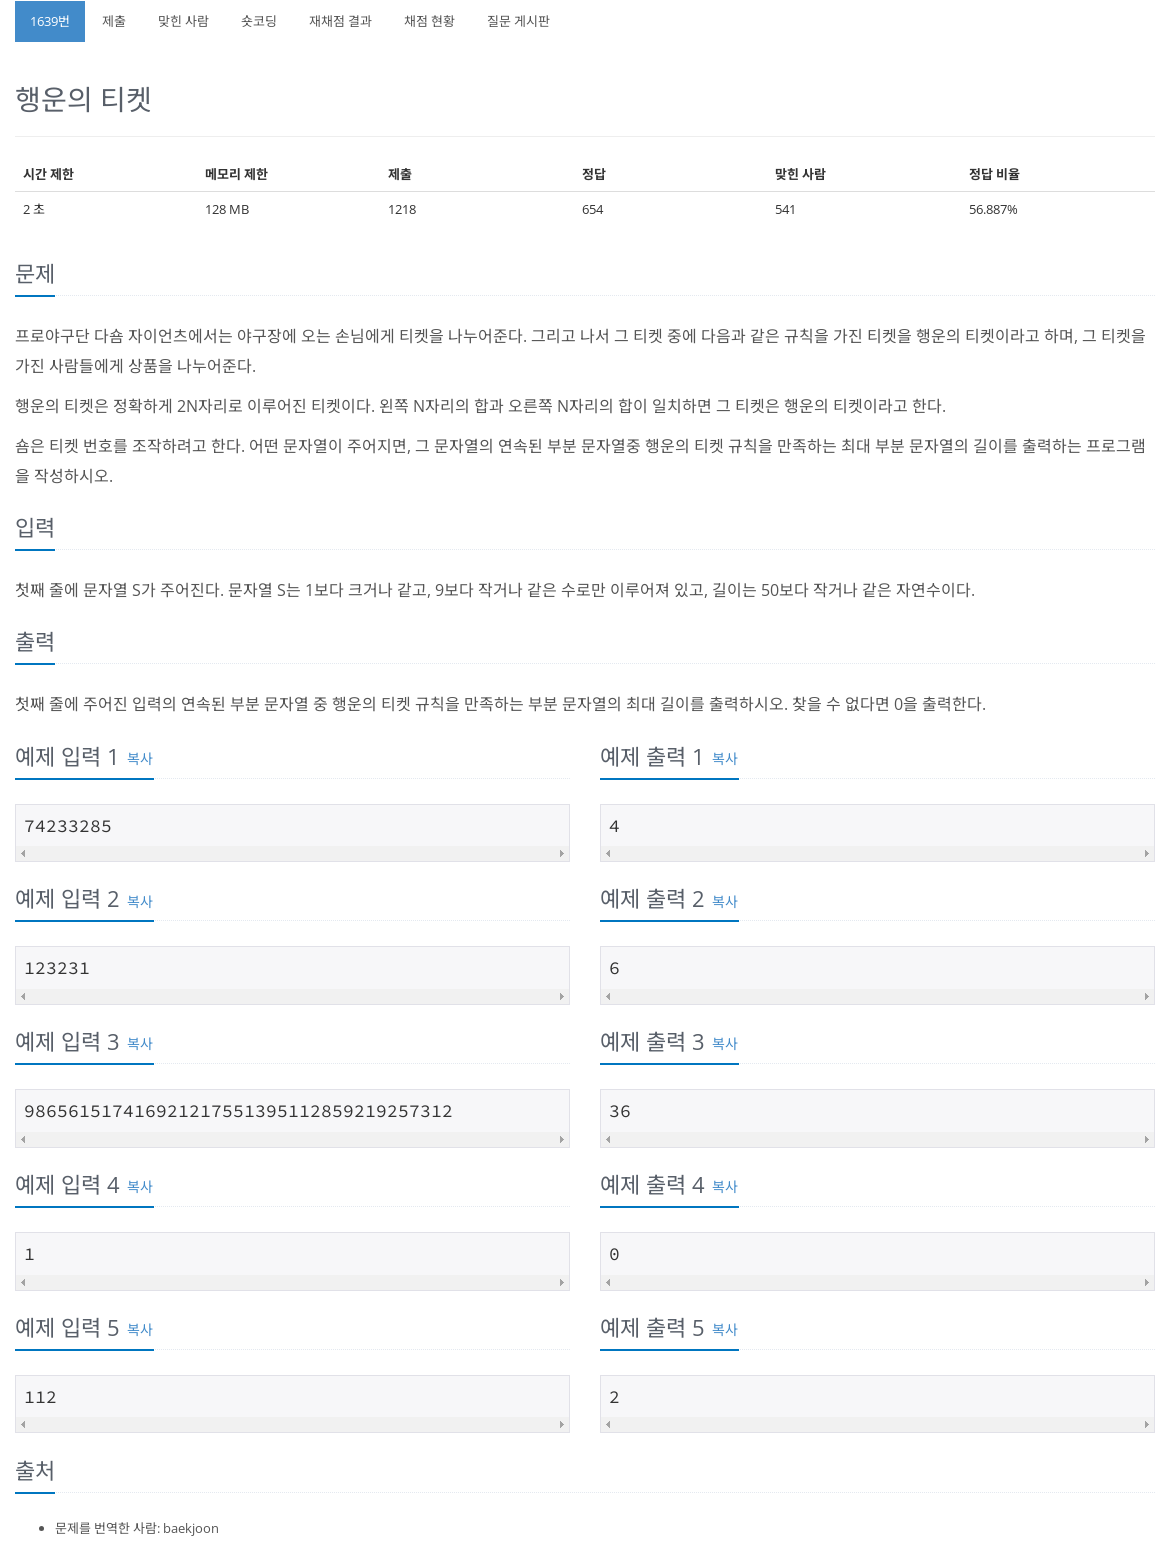 1639번 제출 맞힌 사람 숏코딩 재채점 결과 채점 현황 질문 게시판
행운의 티켓
시간 제한 메모리 제한 제출 정답 맞힌 사람 정답 비율
2 초 128 MB 1218 654 541 56.887%
문제
프로야구단 다솜 자이언츠에서는 야구장에 오는 손님에게 티켓을 나누어준다. 그리고 나서 그 티켓 중에 다음과 같은 규칙을 가진 티켓을 행운의 티켓이라고 하며, 그 티켓을
가진 사람들에게 상품을 나누어준다.
행운의 티켓은 정확하게 2N자리로 이루어진 티켓이다. 왼쪽 N자리의 합과 오른쪽 N자리의 합이 일치하면 그 티켓은 행운의 티켓이라고 한다.
솜은 티켓 번호를 조작하려고 한다. 어떤 문자열이 주어지면, 그 문자열의 연속된 부분 문자열중 행운의 티켓 규칙을 만족하는 최대 부분 문자열의 길이를 출력하는 프로그램
을 작성하시오.
입력
첫째 줄에 문자열 S가 주어진다. 문자열 S는 1보다 크거나 같고, 9보다 작거나 같은 수로만 이루어져 있고, 길이는 50보다 작거나 같은 자연수이다.
출력
첫째 줄에 주어진 입력의 연속된 부분 문자열 중 행운의 티켓 규칙을 만족하는 부분 문자열의 최대 길이를 출력하시오. 찾을 수 없다면 0을 출력한다.
예제 입력 1 복사 예제 출력 1 복사
74233285 4
예제 입력 2 복사 예제 출력 2 복사
123231 6
예제 입력 3 복사 예제 출력 3 복사
986561517416921217551395112859219257312 36
예제 입력 4 복사 예제 출력 4 복사
1 0
예제 입력 5 복사 예제 출력 5 복사
112 2
출처
문제를 번역한 사람: baekjoon